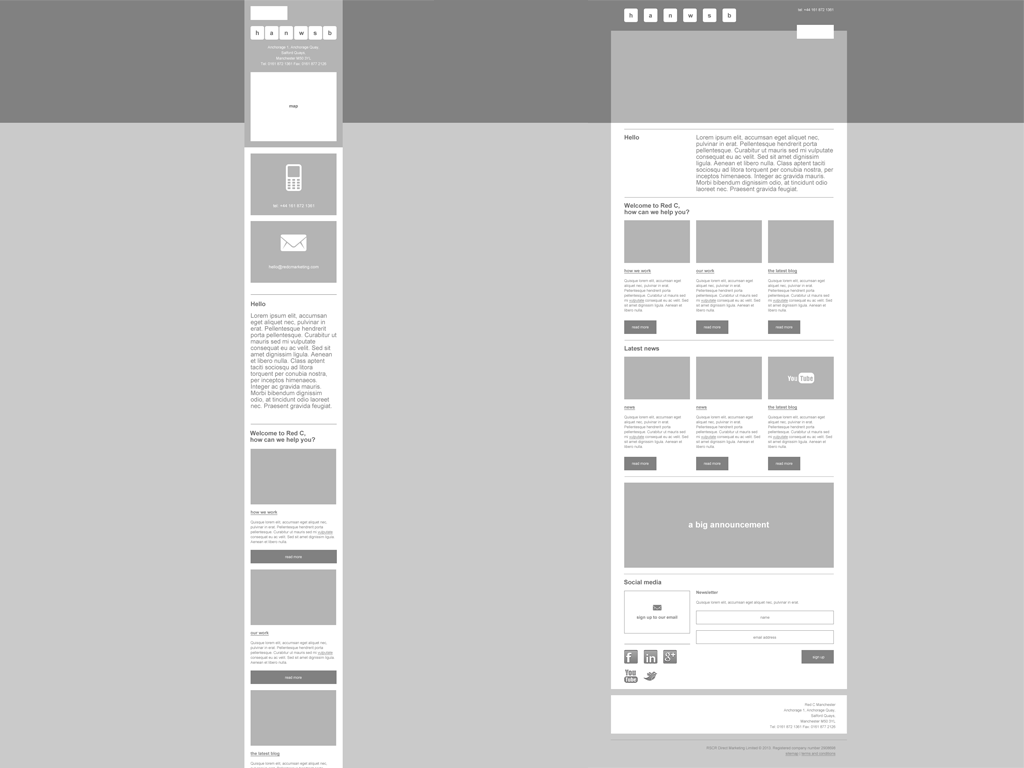 h a n w s b
Anchorage 1, Anchorage Quay,
Salford Quays,
Manchester M50 3YL
Tel: 0161 872 1361 Fax: 0161 877 2139
map
tel. +44 161 872 1361
hello@redcmarketing.com
Hello
Lorem ipsum elit, accumsan
eget aliquet nec, pulvinar in
erat. Pellentesque hendrerit
porta pellentesque. Curabitur ut
mauris sed mi vulputate
consequat eu ac velit. Sed sit
amet dignissim ligula. Aenean
et libero nulla. Class aptent
taciti sociosqu ad litora
torquent per conubia nostra,
per inceptos himenaeos.
Integer ac gravida mauris.
Morbi bibendum dignissim
odio, at tincidunt odio laoreet
nec. Praesent gravida feugiat.
Welcome to Red C,
how can we help you?
how we work
Quisque lorem elit, accumsan eget aliquet nec,
pulvinar in erat. Pellentesque hendrerit porta
pellentesque. Curabitur ut mauris sed mi vulputate
consequat eu ac velit. Sed sit amet dignissim ligula.
Aenean et libero nulla.
read more
our work
Quisque lorem elit, accumsan eget aliquet nec,
pulvinar in erat. Pellentesque hendrerit porta
pellentesque. Curabitur ut mauris sed mi vulputate
consequat eu ac velit. Sed sit amet dignissim ligula.
Aenean et libero nulla.
read more
the latest blog
Quisque lorem elit, accumsan eget aliquet nec,
h a n w s b
tel. +44 161 872 1361
Hello
Lorem ipsum elit, accumsan eget aliquet nec,
pulvinar in erat. Pellentesque hendrerit porta
pellentesque. Curabitur ut mauris sed mi vulputate
consequat eu ac velit. Sed sit amet dignissim
ligula. Aenean et libero nulla. Class aptent taciti
sociosqu ad litora torquent per conubia nostra, per
inceptos himenaeos. Integer ac gravida mauris.
Morbi bibendum dignissim odio, at tincidunt odio
laoreet nec. Praesent gravida feugiat.
Welcome to Red C,
how can we help you?
how we work
Quisque lorem elit, accumsan eget
aliquet nec, pulvinar in erat.
Pellentesque hendrerit porta
pellentesque. Curabitur ut mauris sed
mi vulputate consequat eu ac velit. Sed
sit amet dignissim ligula. Aenean et
libero nulla.
read more
our work
Quisque lorem elit, accumsan eget
aliquet nec, pulvinar in erat.
Pellentesque hendrerit porta
pellentesque. Curabitur ut mauris sed
mi vulputate consequat eu ac velit. Sed
sit amet dignissim ligula. Aenean et
libero nulla.
read more
the latest blog
Quisque lorem elit, accumsan eget
aliquet nec, pulvinar in erat.
Pellentesque hendrerit porta
pellentesque. Curabitur ut mauris sed
mi vulputate consequat eu ac velit. Sed
sit amet dignissim ligula. Aenean et
libero nulla.
read more
Latest news
YouTube
news
Quisque lorem elit, accumsan eget
aliquet nec, pulvinar in erat.
Pellentesque hendrerit porta
pellentesque. Curabitur ut mauris sed
mi vulputate consequat eu ac velit. Sed
sit amet dignissim ligula. Aenean et
libero nulla.
read more
news
Quisque lorem elit, accumsan eget
aliquet nec, pulvinar in erat.
Pellentesque hendrerit porta
pellentesque. Curabitur ut mauris sed
mi vulputate consequat eu ac velit. Sed
sit amet dignissim ligula. Aenean et
libero nulla.
read more
the latest blog
Quisque lorem elit, accumsan eget
aliquet nec, pulvinar in erat.
Pellentesque hendrerit porta
pellentesque. Curabitur ut mauris sed
mi vulputate consequat eu ac velit. Sed
sit amet dignissim ligula. Aenean et
libero nulla.
read more
a big announcement
Social media
sign up to our email
Newsletter
Quisque lorem elit, accumsan eget aliquet nec, pulvinar in erat.
name
email address
sign up
f in g+
YouTube
Red C Manchester
Anchorage 1, Anchorage Quay,
Salford Quays,
Manchester M50 3YL
Tel: 0161 872 1361 Fax: 0161 877 2139
Direct Marketing Limited © 2013. Registered company number
sitemap | terms and conditions